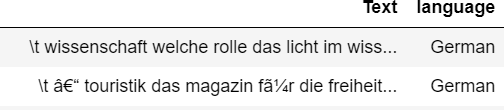 Text language
\t wissenschaft welche rolle das licht im wiss... German
\t â€“ touristik das magazin fã¼r die freiheit... German